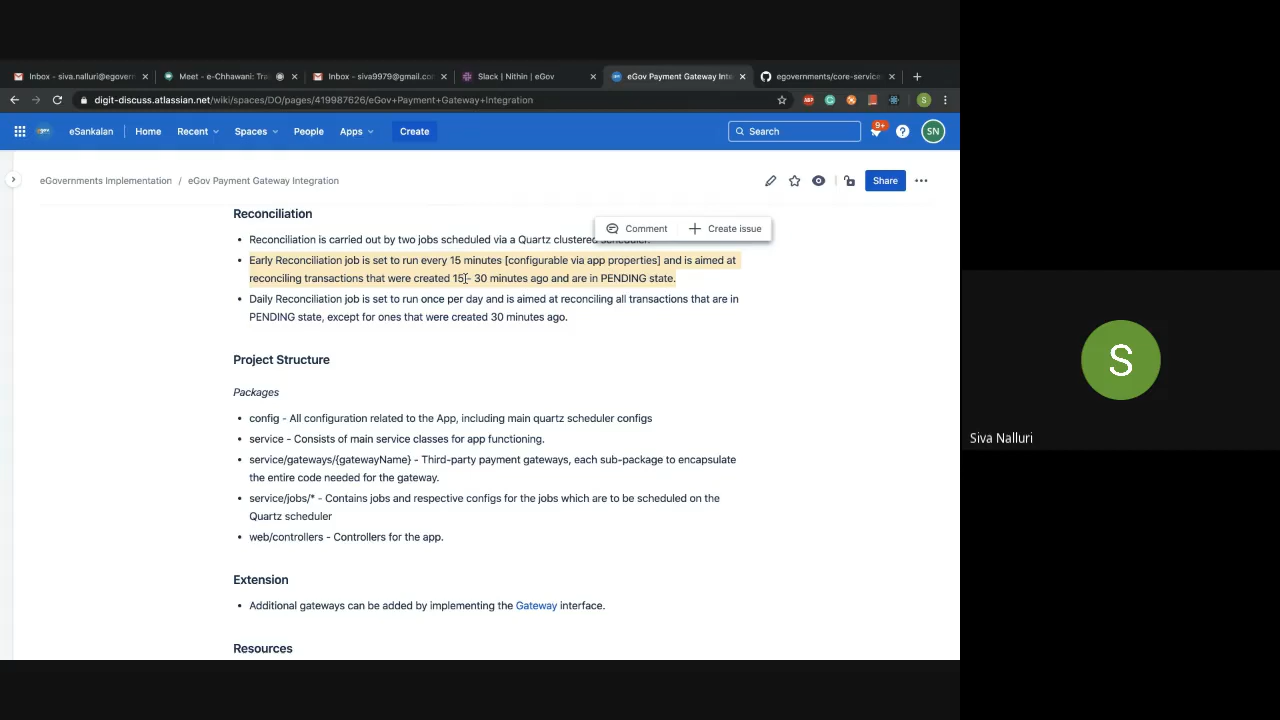 Inbox - siva.nalluri@egovern
Meet - e-Chhawani: Tra
Inbox - siva9979@gmail.co
Slack | Nithin | eGov
eGov Payment Gateway Inte
egovernments/core-service
digit-discuss.atlassian.net/wiki/spaces/DO/pages/419987626/eGov+Payment+Gateway+Integration
ABP
S
eSankalan
Home
Recent
Spaces
People
Apps
Create
Search
9+
SN
eGovernments Implementation / eGov Payment Gateway Integration
Share
Reconciliation
Comment
Create issue
• Reconciliation is carried out by two jobs scheduled via a Quartz clustered scheduler.
• Early Reconciliation job is set to run every 15 minutes [configurable via app properties] and is aimed at
reconciling transactions that were created 15 - 30 minutes ago and are in PENDING state.
• Daily Reconciliation job is set to run once per day and is aimed at reconciling all transactions that are in
PENDING state, except for ones that were created 30 minutes ago.
Project Structure
Packages
• config - All configuration related to the App, including main quartz scheduler configs
• service - Consists of main service classes for app functioning.
• service/gateways/{gatewayName} - Third-party payment gateways, each sub-package to encapsulate
the entire code needed for the gateway.
• service/jobs/* - Contains jobs and respective configs for the jobs which are to be scheduled on the
Quartz scheduler
• web/controllers - Controllers for the app.
Extension
• Additional gateways can be added by implementing the Gateway interface.
Resources
S
Siva Nalluri